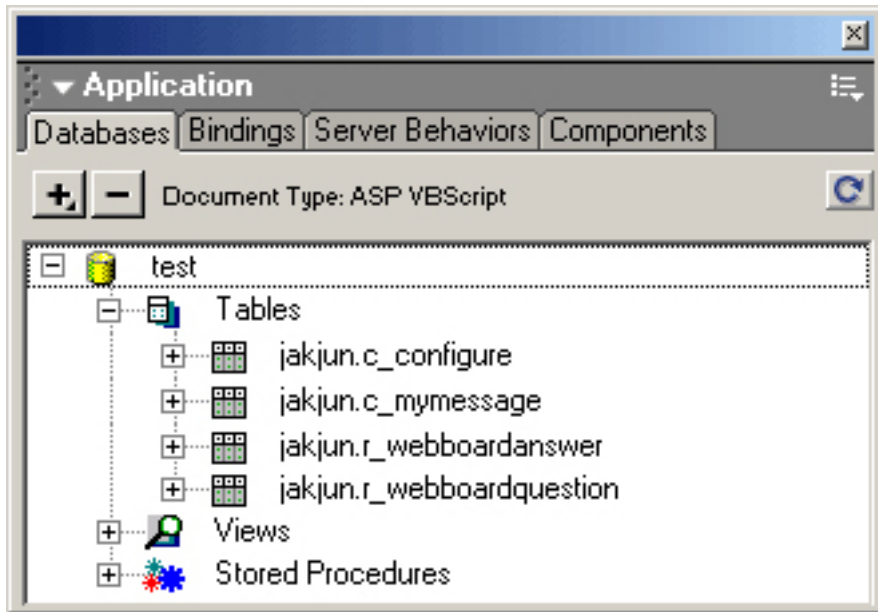 Application
Databases Bindings Server Behaviors Components
Document Type: ASP VBScript
test
Tables
jakjun.c_configure
jakjun.c_mymessage
jakjun.r_webboardanswer
jakjun.r_webboardquestion
Views
Stored Procedures